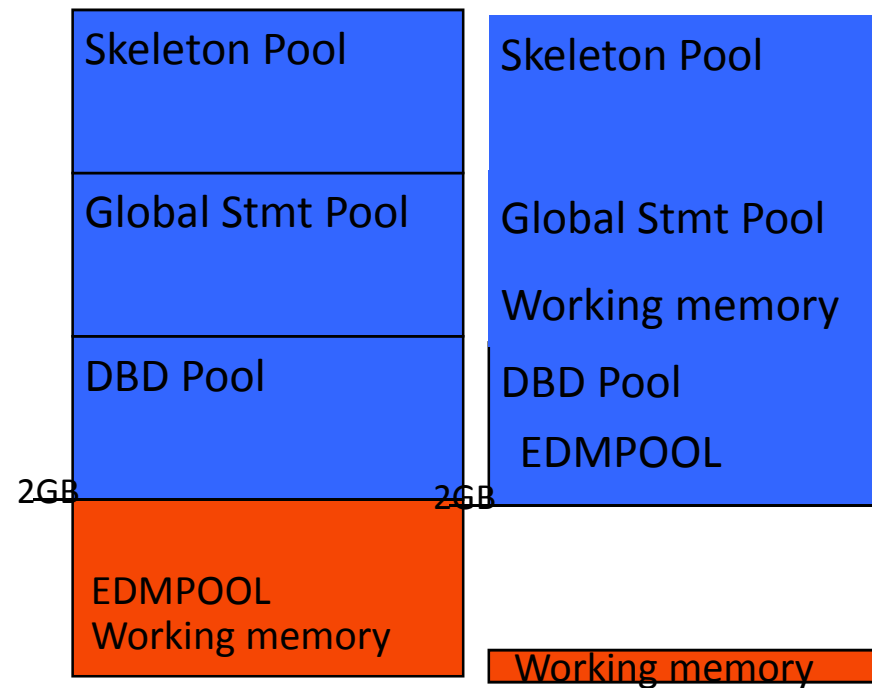 Skeleton Pool
Global Stmt Pool
DBD Pool
2GB
EDMPOOL
Working memory
Skeleton Pool
Global Stmt Pool
Working memory
DBD Pool
EDMPOOL
2GB
Working memory